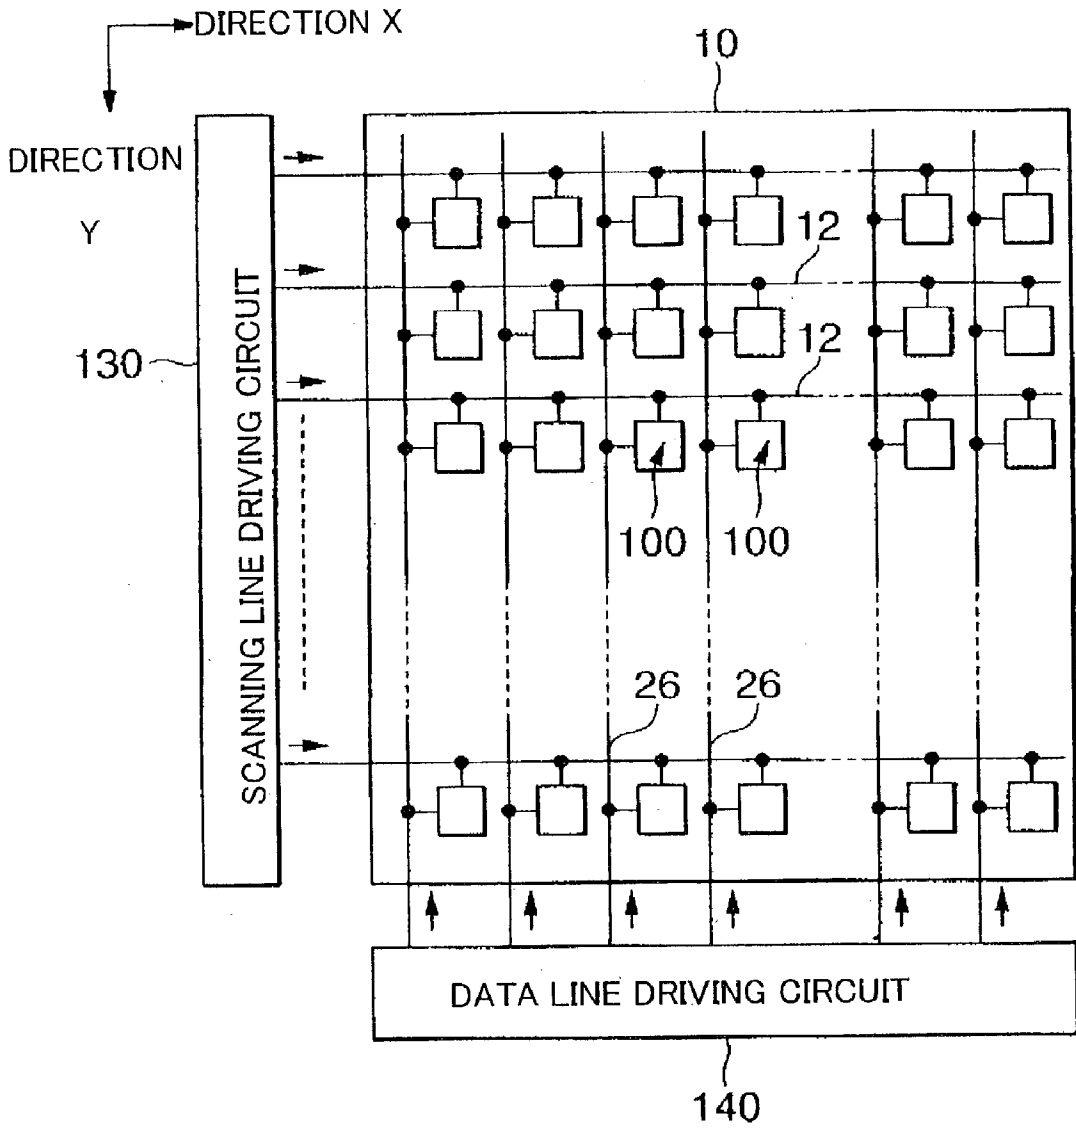 DIRECTION X
10
DIRECTION
Y
12
12
130
SCANNING LINE DRIVING CIRCUIT
100 100
26 26
DATA LINE DRIVING CIRCUIT
140